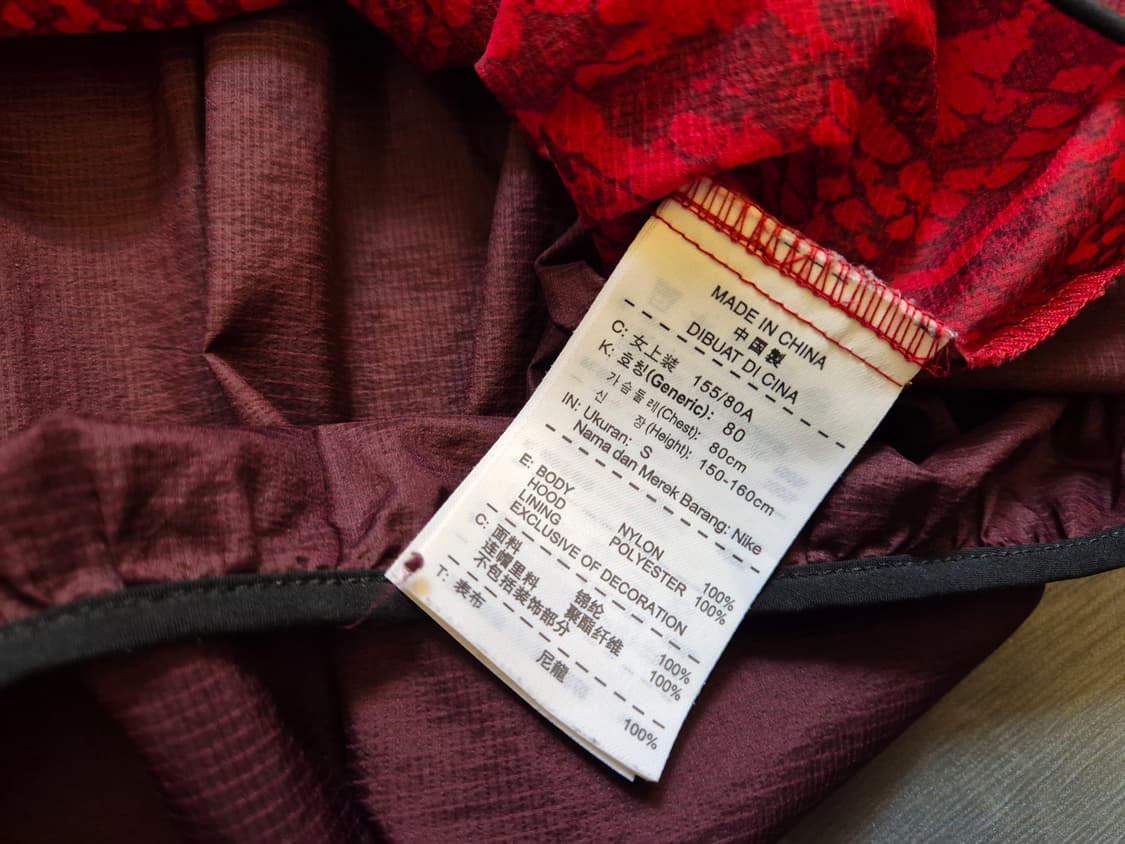 MADE IN CHINA
中国製
DIBUAT DI CINA
C: 女上装 155/80A
K: 호칭(Generic): 80
가슴둘레(Chest): 80cm
신 장(Height): 150-160cm
IN: Ukuran: S
Nama dan Merek Barang: Nike
E: BODY NYLON 100%
HOOD LINING POLYESTER 100%
EXCLUSIVE OF DECORATION
C: 面料 锦纶 100%
连帽里料 聚酯纤维 100%
不包括装饰部分
T: 表布 尼龍 100%